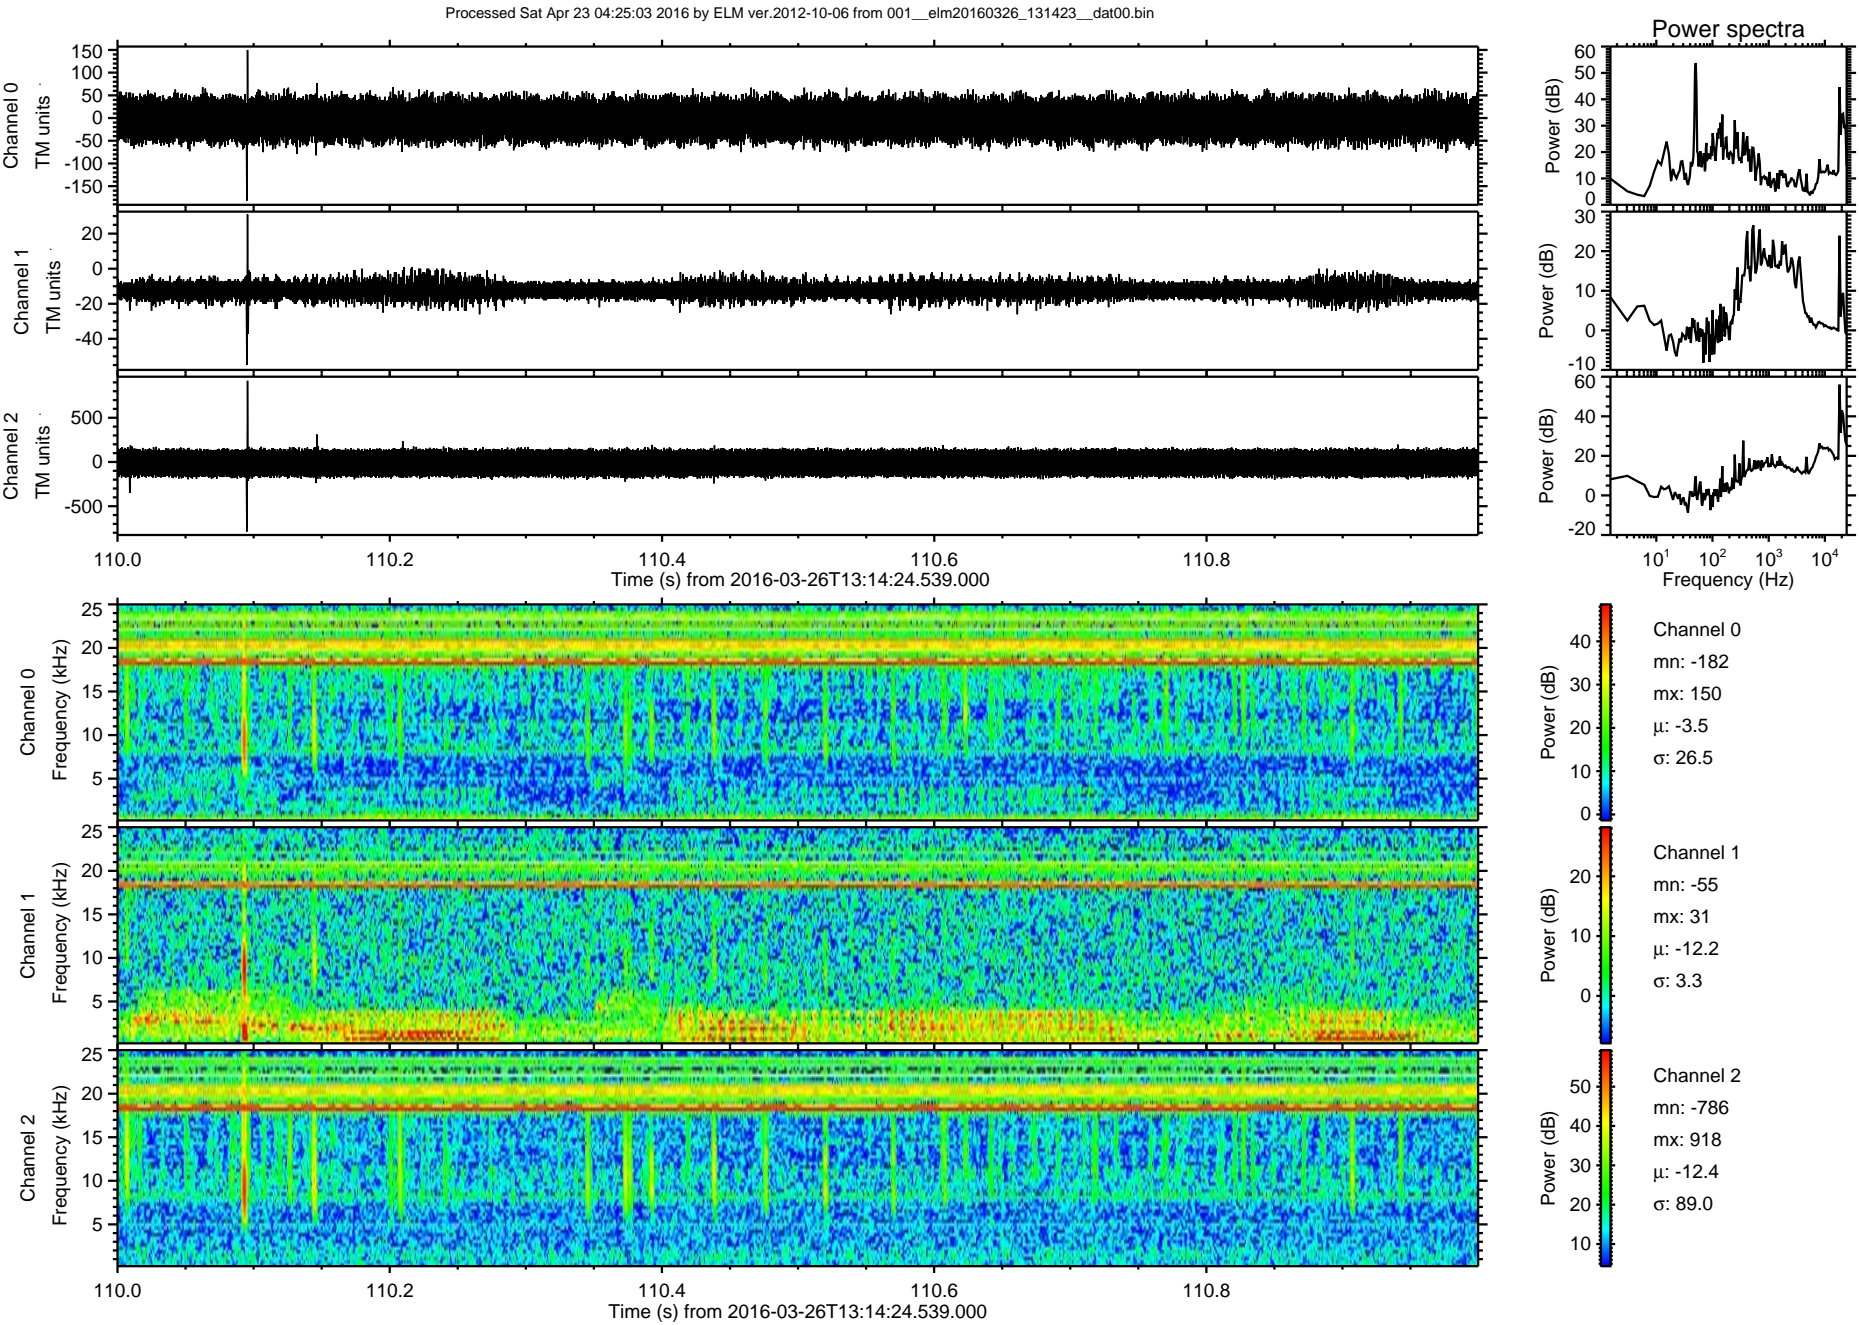 Processed Sat Apr 23 04:25:03 2016 by ELM ver.2012-10-06 from 001__elm20160326_131423__dat00.bin
Power spectra
Channel 0
TM units
150
100
50
0
-50
-100
-150
Power (dB)
60
50
40
30
20
10
0
Channel 1
TM units
20
0
-20
-40
Power (dB)
30
20
10
0
-10
Channel 2
TM units
500
0
-500
Power (dB)
60
40
20
0
-20
110.0 110.2 110.4 110.6 110.8
Time (s) from 2016-03-26T13:14:24.539.000
10^1 10^2 10^3 10^4
Frequency (Hz)
Channel 0
Frequency (kHz)
25
20
15
10
5
Power (dB)
40
30
20
10
0
Channel 0
mn: -182
mx: 150
μ: -3.5
σ: 26.5
Channel 1
Frequency (kHz)
25
20
15
10
5
Power (dB)
20
10
0
Channel 1
mn: -55
mx: 31
μ: -12.2
σ: 3.3
Channel 2
Frequency (kHz)
25
20
15
10
5
Power (dB)
50
40
30
20
10
Channel 2
mn: -786
mx: 918
μ: -12.4
σ: 89.0
110.0 110.2 110.4 110.6 110.8
Time (s) from 2016-03-26T13:14:24.539.000